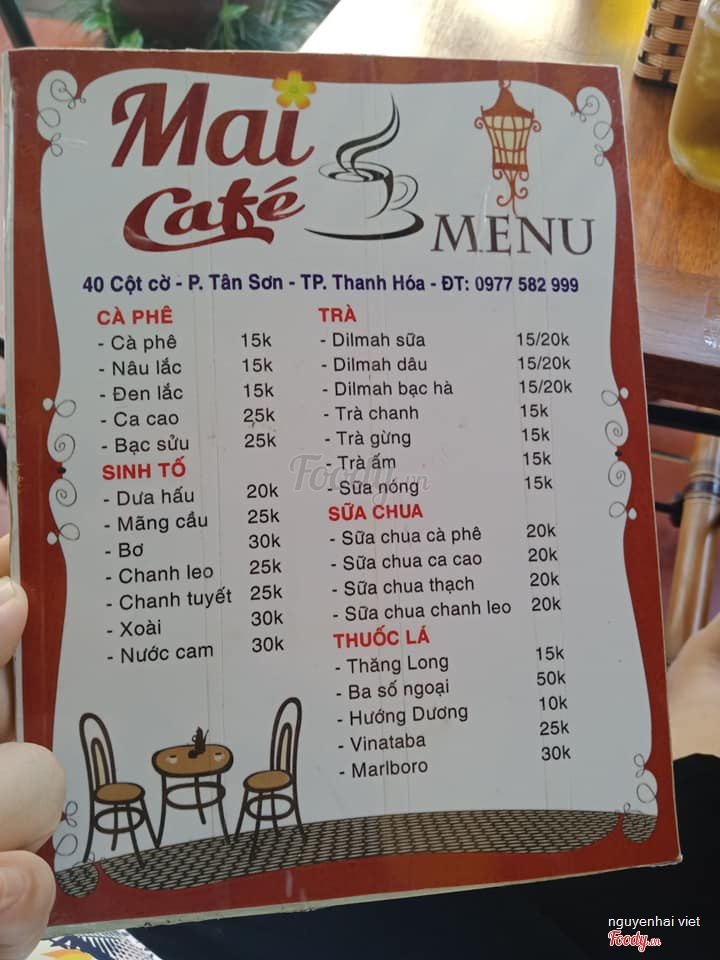 Mai
Café
MENU
40 Cột cờ - P. Tân Sơn - TP. Thanh Hóa - ĐT: 0977 582 999
CÀ PHÊ
- Cà phê 15k
- Nâu lắc 15k
- Đen lắc 15k
- Ca cao 25k
- Bạc sửu 25k
SINH TỐ
- Dưa hấu 20k
- Mãng cầu 25k
- Bơ 30k
- Chanh leo 25k
- Chanh tuyết 25k
- Xoài 30k
- Nước cam 30k
TRÀ
- Dilmah sữa 15/20k
- Dilmah dâu 15/20k
- Dilmah bạc hà 15/20k
- Trà chanh 15k
- Trà gừng 15k
- Trà ấm 15k
- Sữa nóng 15k
SỮA CHUA
- Sữa chua cà phê 20k
- Sữa chua ca cao 20k
- Sữa chua thạch 20k
- Sữa chua chanh leo 20k
THUỐC LÁ
- Thăng Long 15k
- Ba số ngoại 50k
- Hướng Dương 10k
- Vinataba 25k
- Marlboro 30k
Foody.vn
nguyenhai viet
Foody.vn